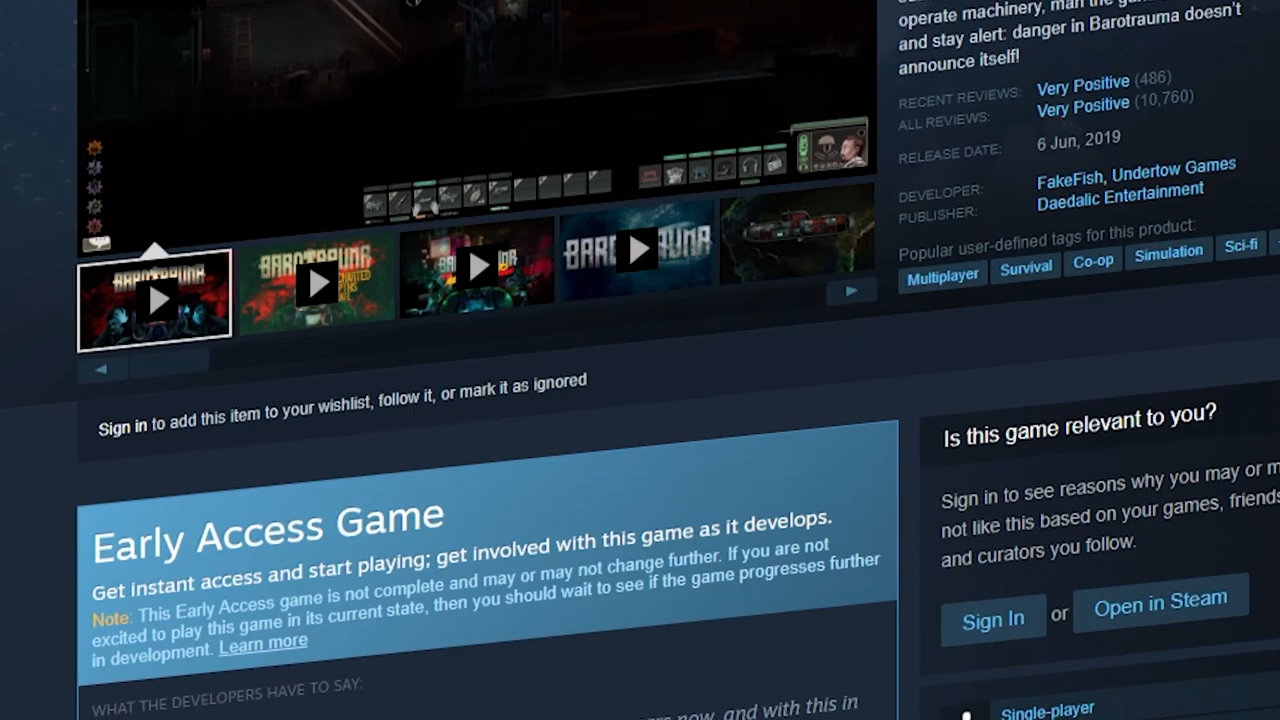 operate machinery, man the
and stay alert: danger in Barotrauma doesn't
announce itself!
RECENT REVIEWS: Very Positive (486)
ALL REVIEWS: Very Positive (10,760)
RELEASE DATE: 6 Jun, 2019
DEVELOPER: FakeFish, Undertow Games
PUBLISHER: Daedalic Entertainment
Popular user-defined tags for this product:
Multiplayer Survival Co-op Simulation Sci-fi
BAROTRAUMA
BAROTRAUMA
Sign in to add this item to your wishlist, follow it, or mark it as ignored
Early Access Game
Get instant access and start playing; get involved with this game as it develops.
Note: This Early Access game is not complete and may or may not change further. If you are not
excited to play this game in its current state, then you should wait to see if the game progresses further
in development. Learn more
WHAT THE DEVELOPERS HAVE TO SAY:
now, and with this in
Is this game relevant to you?
Sign in to see reasons why you may or
not like this based on your games, friends
and curators you follow.
Sign In or Open in Steam
Single-player